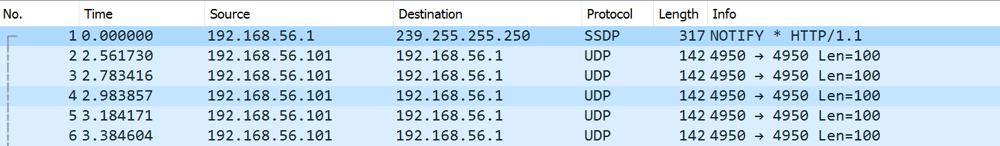 No. Time Source Destination Protocol Length Info
1 0.000000 192.168.56.1 239.255.255.250 SSDP 317 NOTIFY * HTTP/1.1
2 2.561730 192.168.56.101 192.168.56.1 UDP 142 4950 → 4950 Len=100
3 2.783416 192.168.56.101 192.168.56.1 UDP 142 4950 → 4950 Len=100
4 2.983857 192.168.56.101 192.168.56.1 UDP 142 4950 → 4950 Len=100
5 3.184171 192.168.56.101 192.168.56.1 UDP 142 4950 → 4950 Len=100
6 3.384604 192.168.56.101 192.168.56.1 UDP 142 4950 → 4950 Len=100